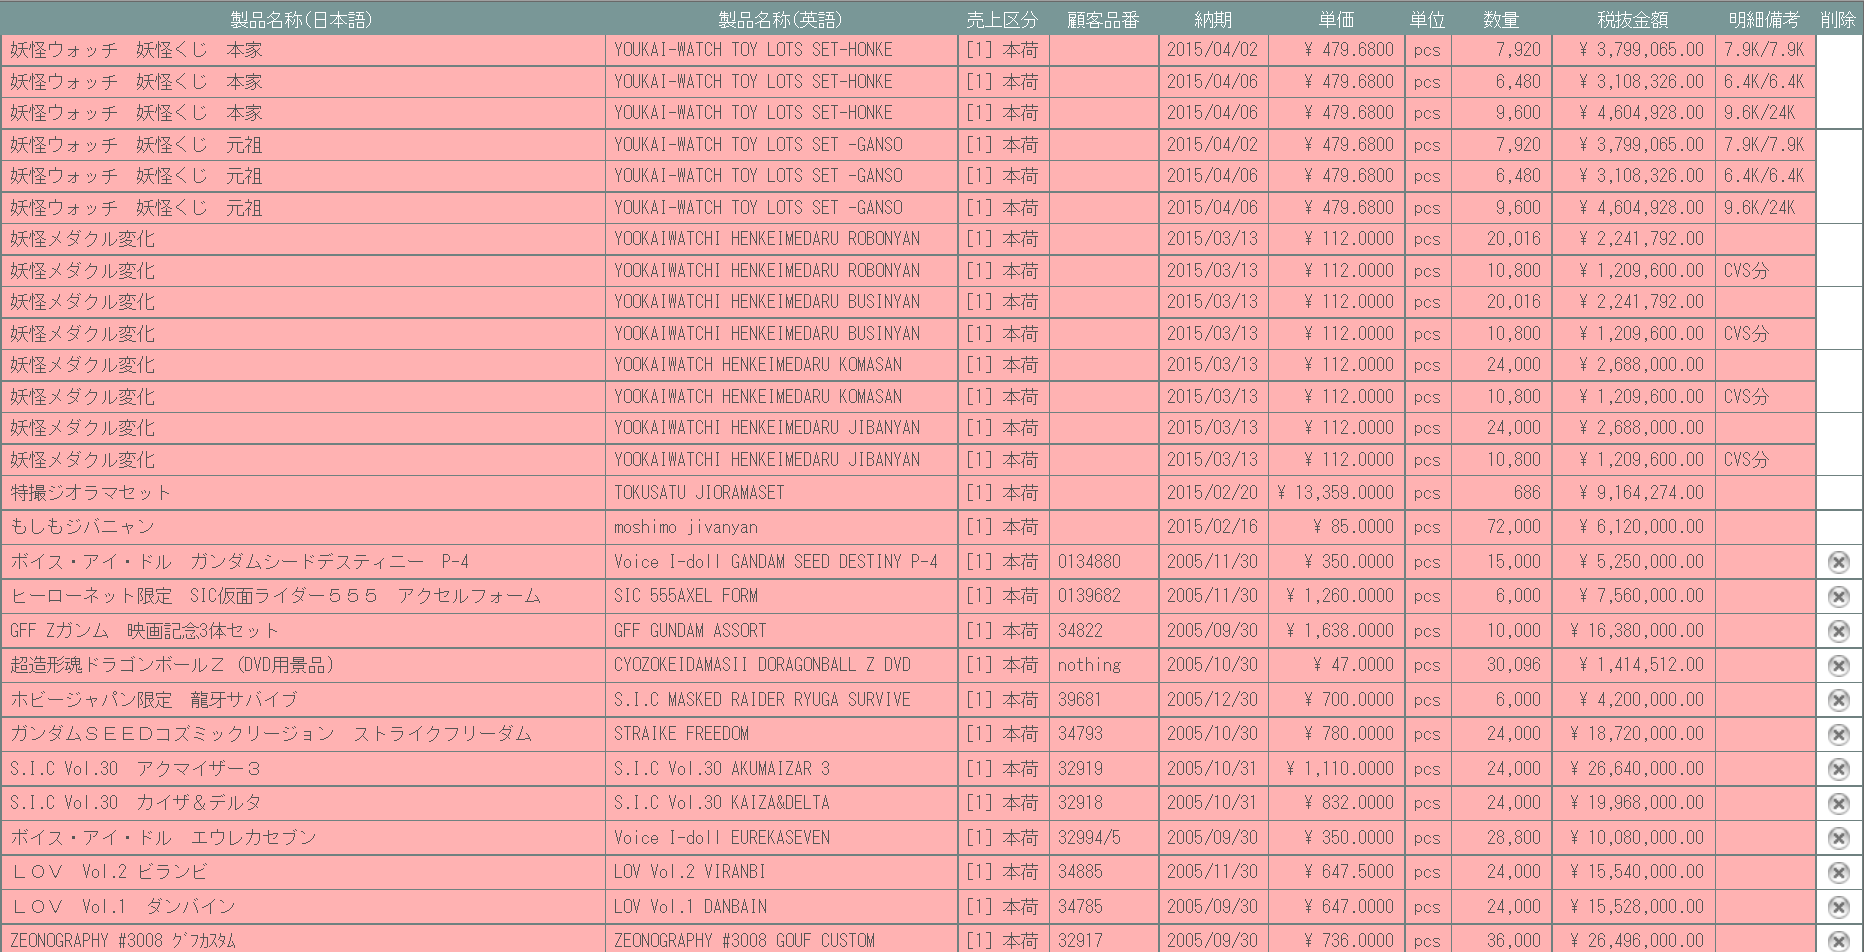 製品名称(日本語) 製品名称(英語) 売上区分 顧客品番 納期 単価 単位 数量 税抜金額 明細備考 削除
妖怪ウォッチ　妖怪くじ　本家 YOUKAI-WATCH TOY LOTS SET-HONKE [1] 本荷 2015/04/02 ¥ 479.6800 pcs 7,920 ¥ 3,799,065.00 7.9K/7.9K
妖怪ウォッチ　妖怪くじ　本家 YOUKAI-WATCH TOY LOTS SET-HONKE [1] 本荷 2015/04/06 ¥ 479.6800 pcs 6,480 ¥ 3,108,326.00 6.4K/6.4K
妖怪ウォッチ　妖怪くじ　本家 YOUKAI-WATCH TOY LOTS SET-HONKE [1] 本荷 2015/04/06 ¥ 479.6800 pcs 9,600 ¥ 4,604,928.00 9.6K/24K
妖怪ウォッチ　妖怪くじ　元祖 YOUKAI-WATCH TOY LOTS SET -GANSO [1] 本荷 2015/04/02 ¥ 479.6800 pcs 7,920 ¥ 3,799,065.00 7.9K/7.9K
妖怪ウォッチ　妖怪くじ　元祖 YOUKAI-WATCH TOY LOTS SET -GANSO [1] 本荷 2015/04/06 ¥ 479.6800 pcs 6,480 ¥ 3,108,326.00 6.4K/6.4K
妖怪ウォッチ　妖怪くじ　元祖 YOUKAI-WATCH TOY LOTS SET -GANSO [1] 本荷 2015/04/06 ¥ 479.6800 pcs 9,600 ¥ 4,604,928.00 9.6K/24K
妖怪メダクル変化 YOOKAIWATCHI HENKEIMEDARU ROBONYAN [1] 本荷 2015/03/13 ¥ 112.0000 pcs 20,016 ¥ 2,241,792.00
妖怪メダクル変化 YOOKAIWATCHI HENKEIMEDARU ROBONYAN [1] 本荷 2015/03/13 ¥ 112.0000 pcs 10,800 ¥ 1,209,600.00 CVS分
妖怪メダクル変化 YOOKAIWATCHI HENKEIMEDARU BUSINYAN [1] 本荷 2015/03/13 ¥ 112.0000 pcs 20,016 ¥ 2,241,792.00
妖怪メダクル変化 YOOKAIWATCHI HENKEIMEDARU BUSINYAN [1] 本荷 2015/03/13 ¥ 112.0000 pcs 10,800 ¥ 1,209,600.00 CVS分
妖怪メダクル変化 YOOKAIWATCH HENKEIMEDARU KOMASAN [1] 本荷 2015/03/13 ¥ 112.0000 pcs 24,000 ¥ 2,688,000.00
妖怪メダクル変化 YOOKAIWATCH HENKEIMEDARU KOMASAN [1] 本荷 2015/03/13 ¥ 112.0000 pcs 10,800 ¥ 1,209,600.00 CVS分
妖怪メダクル変化 YOOKAIWATCHI HENKEIMEDARU JIBANYAN [1] 本荷 2015/03/13 ¥ 112.0000 pcs 24,000 ¥ 2,688,000.00
妖怪メダクル変化 YOOKAIWATCHI HENKEIMEDARU JIBANYAN [1] 本荷 2015/03/13 ¥ 112.0000 pcs 10,800 ¥ 1,209,600.00 CVS分
特撮ジオラマセット TOKUSATU JIORAMASET [1] 本荷 2015/02/20 ¥ 13,359.0000 pcs 686 ¥ 9,164,274.00
もしもジバニャン moshimo jivanyan [1] 本荷 2015/02/16 ¥ 85.0000 pcs 72,000 ¥ 6,120,000.00
ボイス・アイ・ドル　ガンダムシードデスティニー　P-4 Voice I-doll GANDAM SEED DESTINY P-4 [1] 本荷 0134880 2005/11/30 ¥ 350.0000 pcs 15,000 ¥ 5,250,000.00
ヒーローネット限定　SIC仮面ライダー５５５　アクセルフォーム SIC 555AXEL FORM [1] 本荷 0139682 2005/11/30 ¥ 1,260.0000 pcs 6,000 ¥ 7,560,000.00
GFF Zガンム　映画記念3体セット GFF GUNDAM ASSORT [1] 本荷 34822 2005/09/30 ¥ 1,638.0000 pcs 10,000 ¥ 16,380,000.00
超造形魂ドラゴンボールＺ (DVD用景品) CYOZOKEIDAMASII DORAGONBALL Z DVD [1] 本荷 nothing 2005/10/30 ¥ 47.0000 pcs 30,096 ¥ 1,414,512.00
ホビージャパン限定　龍牙サバイブ S.I.C MASKED RAIDER RYUGA SURVIVE [1] 本荷 39681 2005/12/30 ¥ 700.0000 pcs 6,000 ¥ 4,200,000.00
ガンダムＳＥＥＤコズミックリージョン　ストライクフリーダム STRAIKE FREEDOM [1] 本荷 34793 2005/09/30 ¥ 780.0000 pcs 24,000 ¥ 18,720,000.00
S.I.C Vol.30　アクマイザー３ S.I.C Vol.30 AKUMAIZAR 3 [1] 本荷 32919 2005/10/31 ¥ 1,110.0000 pcs 24,000 ¥ 26,640,000.00
S.I.C Vol.30　カイザ＆デルタ S.I.C Vol.30 KAIZA&DELTA [1] 本荷 32918 2005/10/31 ¥ 832.0000 pcs 24,000 ¥ 19,968,000.00
ボイス・アイ・ドル　エウレカセブン Voice I-doll EUREKASEVEN [1] 本荷 32994/5 2005/09/30 ¥ 350.0000 pcs 28,800 ¥ 10,080,000.00
ＬＯＶ　Vol.2 ビランビ LOV Vol.2 VIRANBI [1] 本荷 34885 2005/11/30 ¥ 647.5000 pcs 24,000 ¥ 15,540,000.00
ＬＯＶ　Vol.1　ダンバイン LOV Vol.1 DANBAIN [1] 本荷 34785 2005/09/30 ¥ 647.0000 pcs 24,000 ¥ 15,528,000.00
ZEONOGRAPHY #3008 ｸﾞﾌｶｽﾀﾑ ZEONOGRAPHY #3008 GOUF CUSTOM [1] 本荷 32917 2005/09/30 ¥ 736.0000 pcs 36,000 ¥ 26,496,000.00